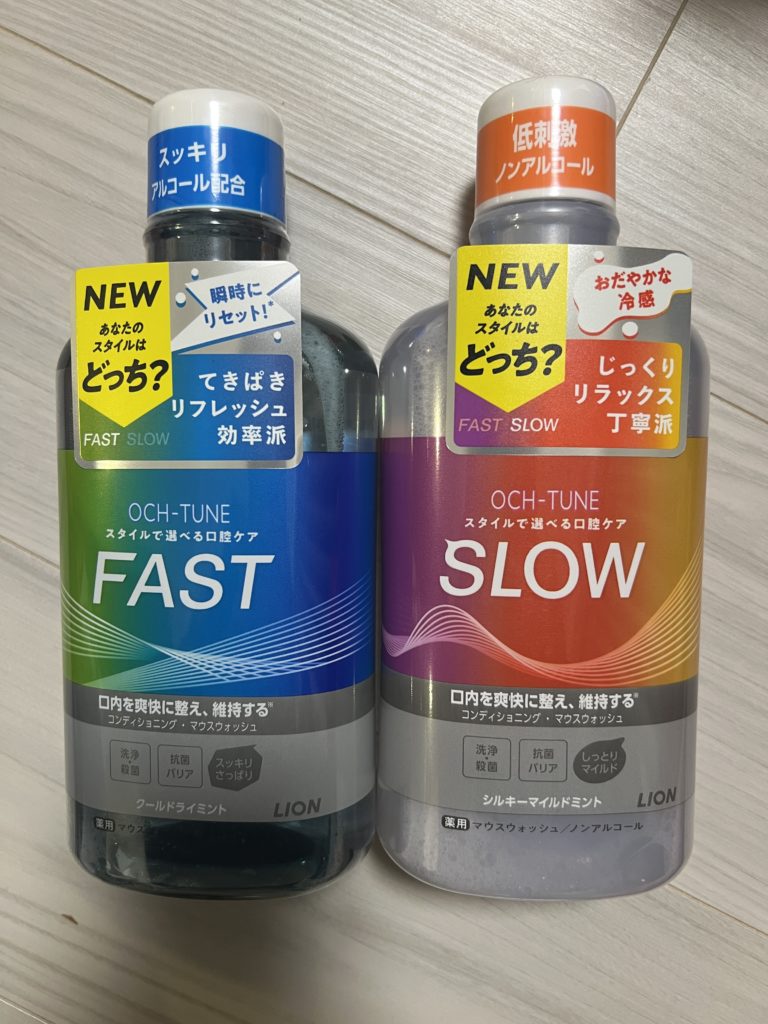 スッキリ
アルコール配合
NEW
あなたの
スタイルは
どっち?
FAST SLOW
瞬時に
リセット!*
てきぱき
リフレッシュ
効率派
OCH-TUNE
スタイルで選べる口腔ケア
FAST
口内を爽快に整え、維持する※
コンディショニング・マウスウォッシュ
洗浄・殺菌
抗菌バリア
スッキリさっぱり
クールドライミント
LION
薬用 マウスウォッシュ
低刺激
ノンアルコール
NEW
あなたの
スタイルは
どっち?
FAST SLOW
おだやかな
冷感
じっくり
リラックス
丁寧派
OCH-TUNE
スタイルで選べる口腔ケア
SLOW
口内を爽快に整え、維持する※
コンディショニング・マウスウォッシュ
洗浄・殺菌
抗菌バリア
しっとりマイルド
シルキーマイルドミント
LION
薬用 マウスウォッシュ/ノンアルコール